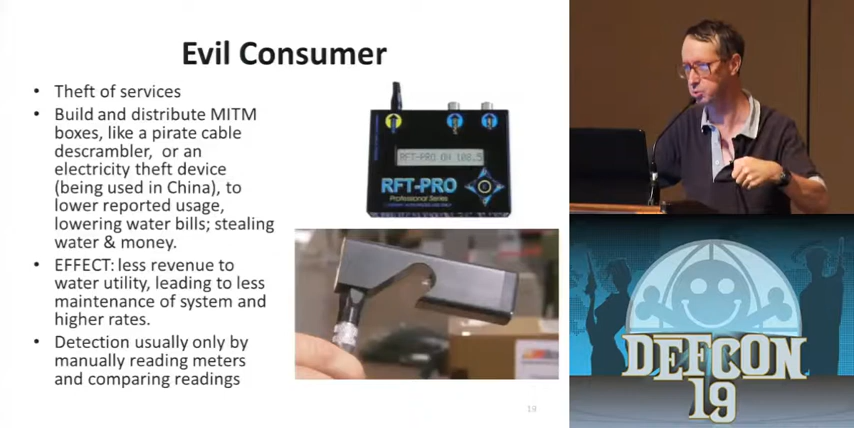 Evil Consumer
• Theft of services
• Build and distribute MITM
boxes, like a pirate cable
descrambler, or an
electricity theft device
(being used in China), to
lower reported usage,
lowering water bills; stealing
water & money.
• EFFECT: less revenue to
water utility, leading to less
maintenance of system and
higher rates.
• Detection usually only by
manually reading meters
and comparing readings
RFT-PRO ON 108.5
RFT-PRO
Professional Series
18
DEFCON
19